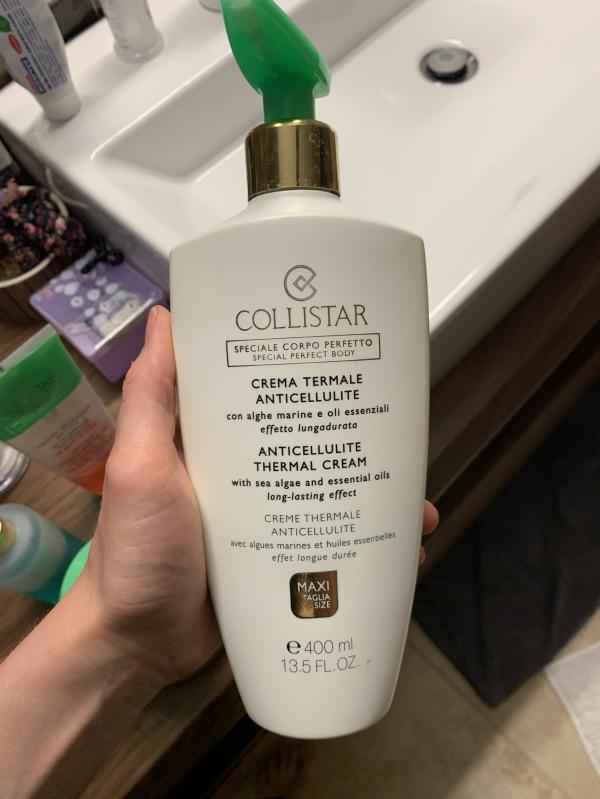 COLLISTAR
SPECIALE CORPO PERFETTO
SPECIAL PERFECT BODY
CREMA TERMALE
ANTICELLULITE
con alghe marine e oli essenziali
effetto lungadurata
ANTICELLULITE
THERMAL CREAM
with sea algae and essential oils
long-lasting effect
CREME THERMALE
ANTICELLULITE
avec algues marines et huiles essentielles
effet longue durée
MAXI
TAGLIA
SIZE
e 400 ml
13.5 FL.OZ.